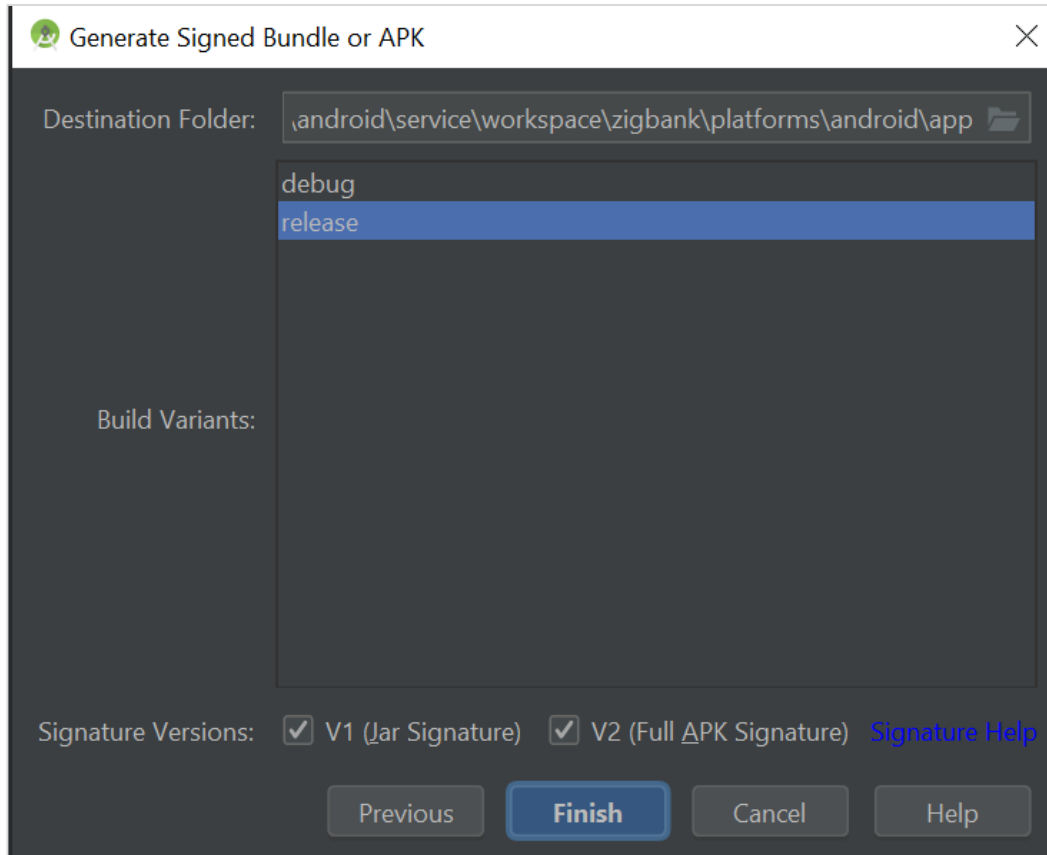 Generate Signed Bundle or APK
Destination Folder: \android\service\workspace\zigbank\platforms\android\app
debug
release
Build Variants:
Signature Versions: V1 (Jar Signature) V2 (Full APK Signature) Signature Help
Previous Finish Cancel Help